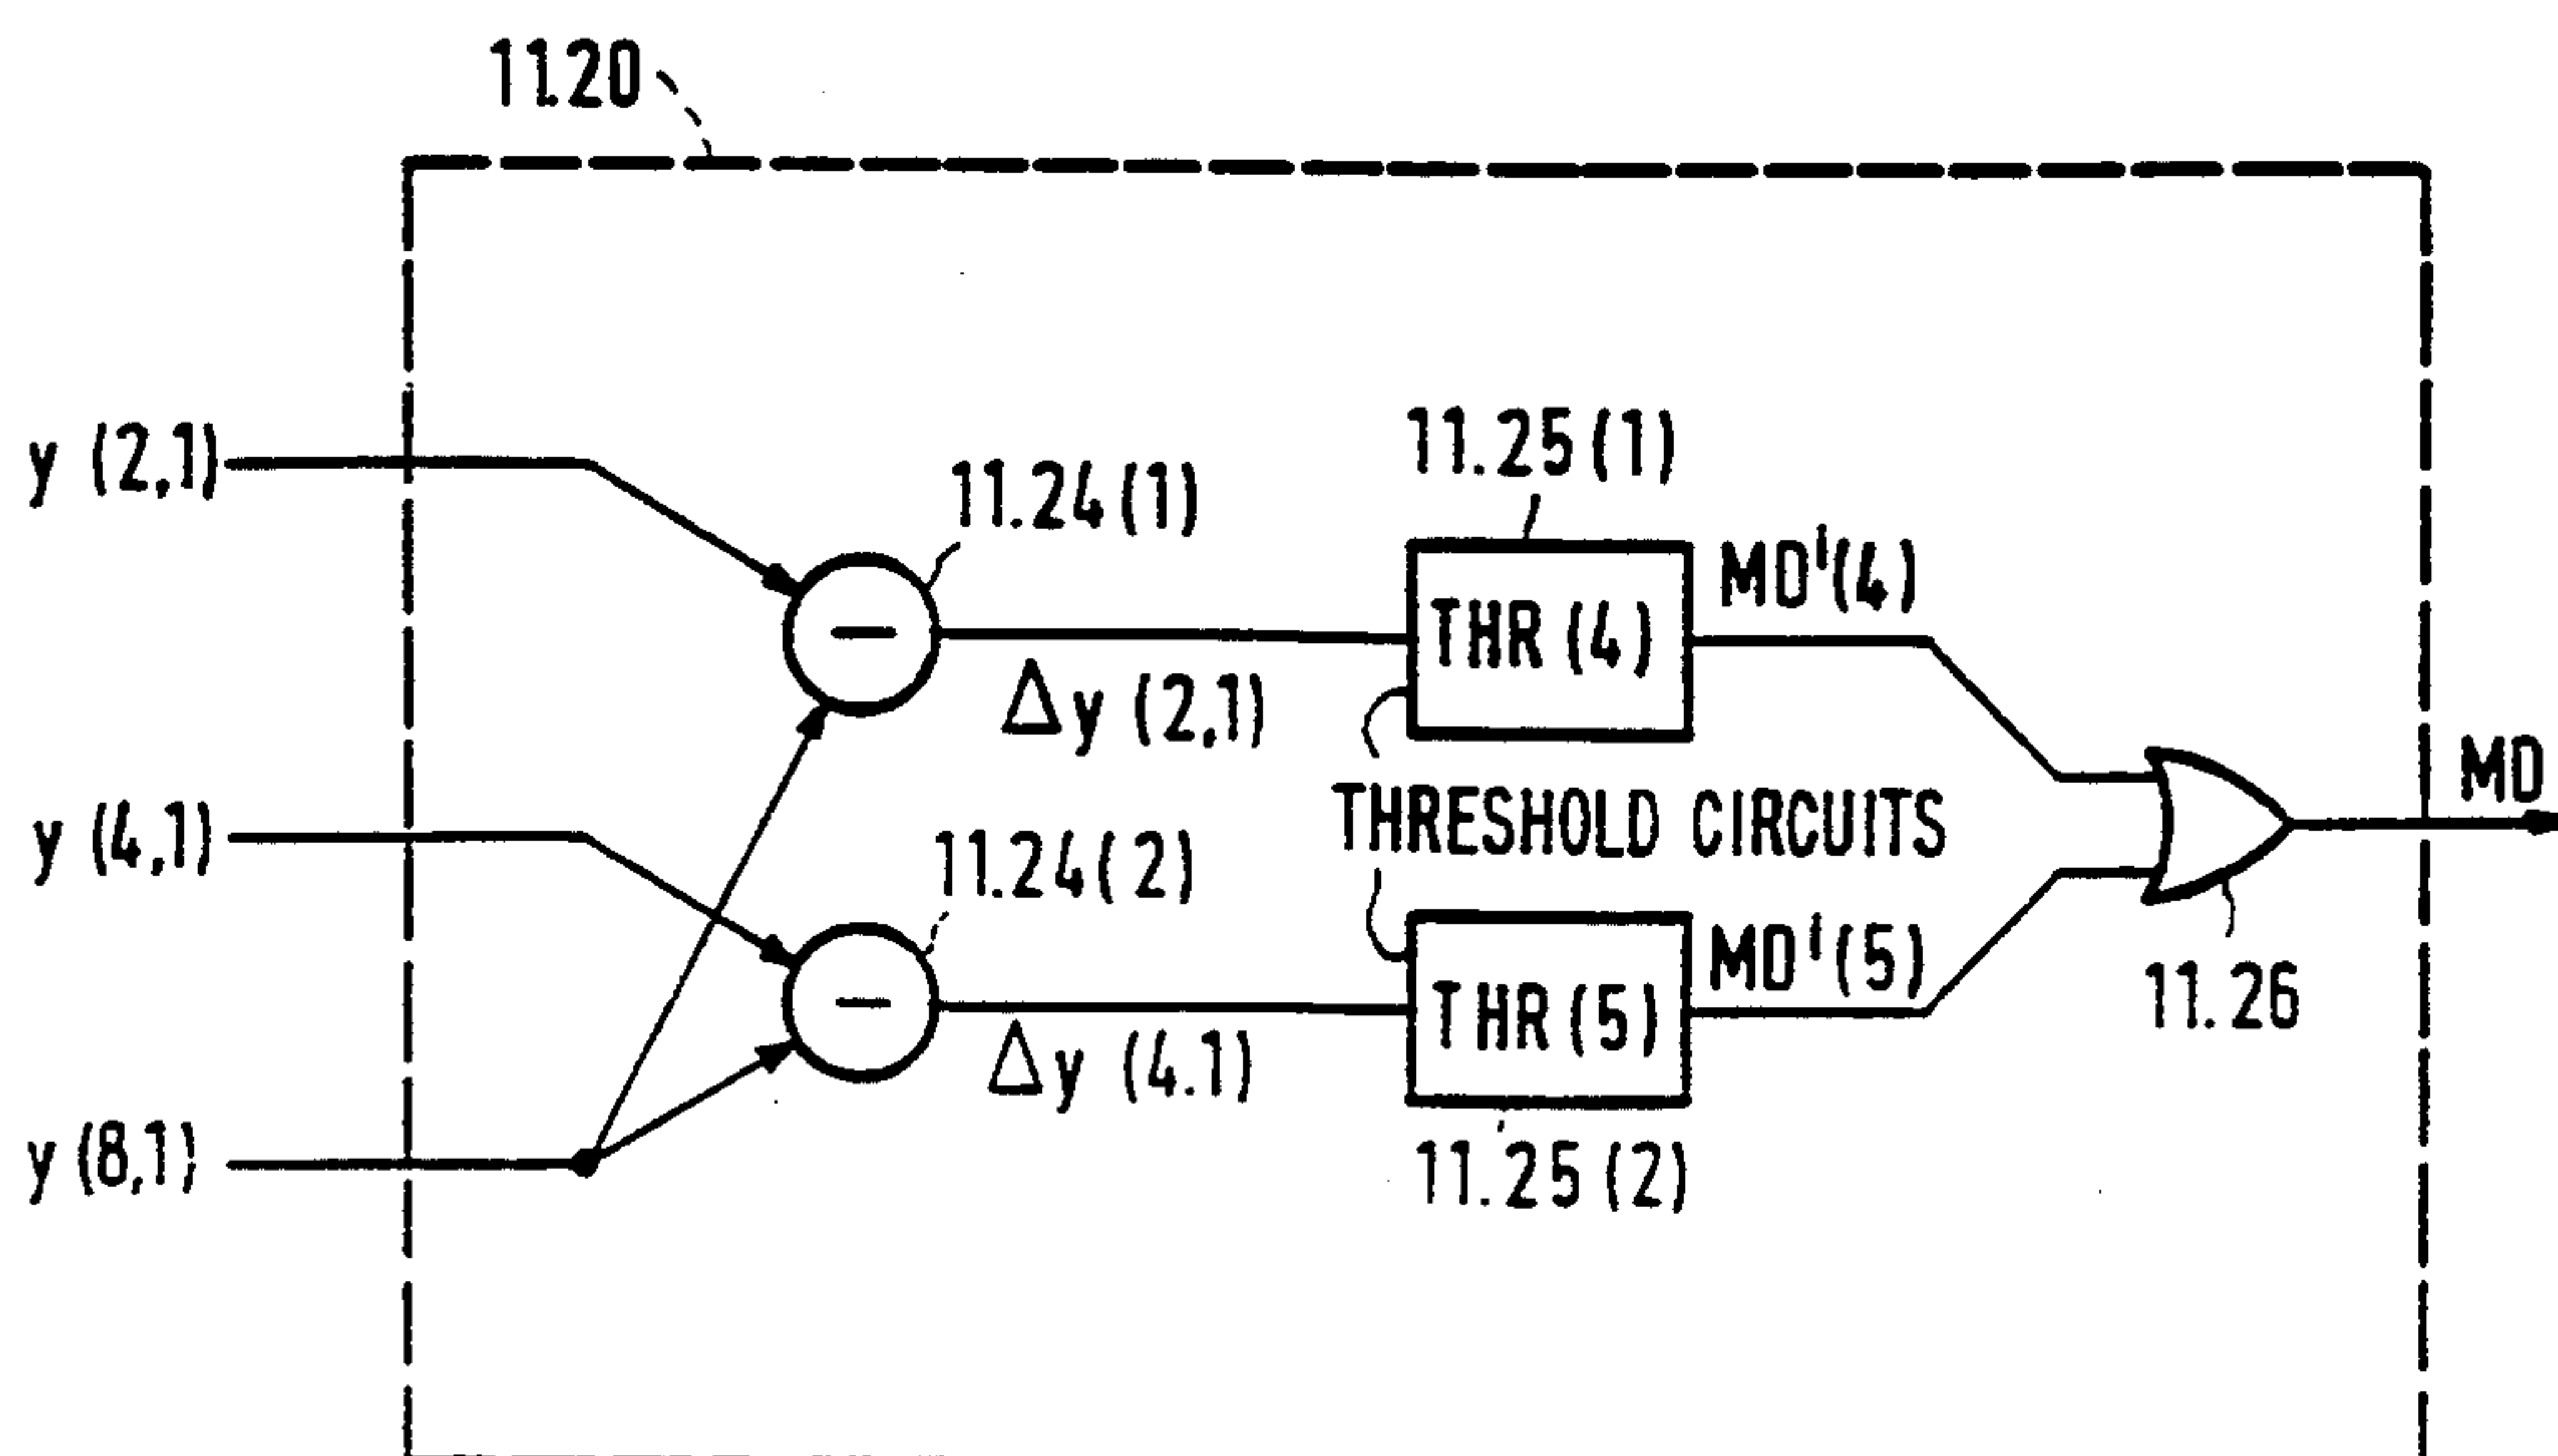 11.20
y (2,1)
11.24(1)
11.25(1)
THR (4)
MD'(4)
Δy (2,1)
THRESHOLD CIRCUITS
MD
y (4,1)
11.24(2)
THR (5)
MD'(5)
11.26
Δy (4.1)
y (8,1)
11.25 (2)